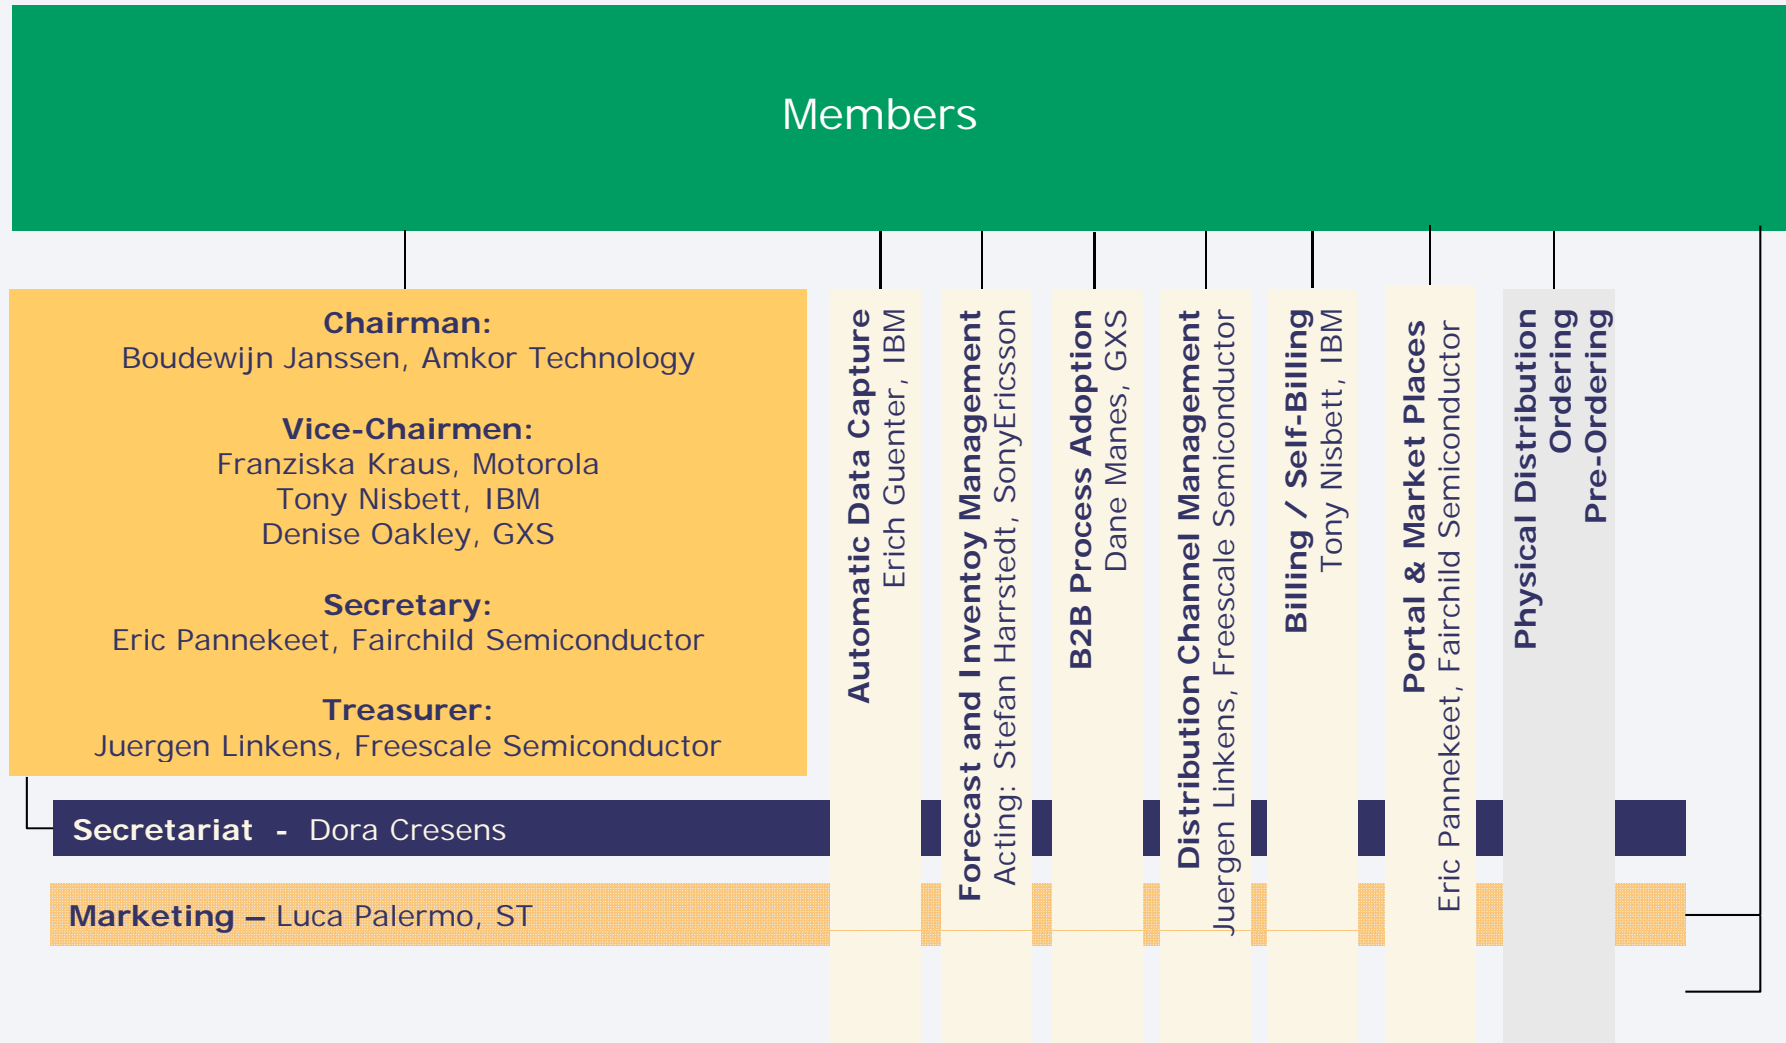 Members
Chairman:
Boudewijn Janssen, Amkor Technology
Vice-Chairmen:
Franziska Kraus, Motorola
Tony Nisbett, IBM
Denise Oakley, GXS
Secretary:
Eric Pannekeet, Fairchild Semiconductor
Treasurer:
Juergen Linkens, Freescale Semiconductor
Automatic Data Capture
Erich Guenter, IBM
Forecast and Inventoy Management
Acting: Stefan Harrstedt, SonyEricsson
B2B Process Adoption
Dane Manes, GXS
Distribution Channel Management
Juergen Linkens, Freescale Semiconductor
Billing / Self-Billing
Tony Nisbett, IBM
Portal & Market Places
Eric Pannekeet, Fairchild Semiconductor
Physical Distribution
Ordering
Pre-Ordering
Secretariat - Dora Cresens
Marketing – Luca Palermo, ST